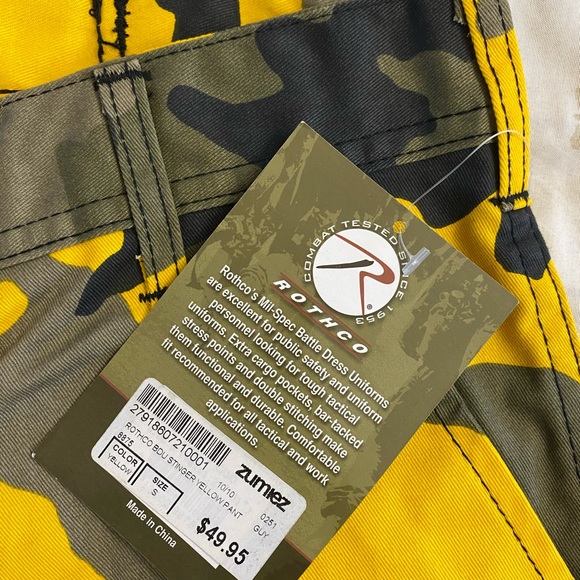 COMBAT TESTED SINCE 1953
R
®
ROTHCO
Rothco's Mil-Spec Battle Dress Uniforms
are excellent for public safety and uniform
personnel looking for tough tactical
uniforms. Extra cargo pockets, bar-tacked
stress points and double stitching make
them functional and durable. Comfortable
fit recommended for all tactical and work
applications.
27918607210001
zumiez
ROTHCO BDU STINGER YELLOW PANT
8875
10/10
0251
COLOR
SIZE
GUY
YELLOW
S
$49.95
Made in China